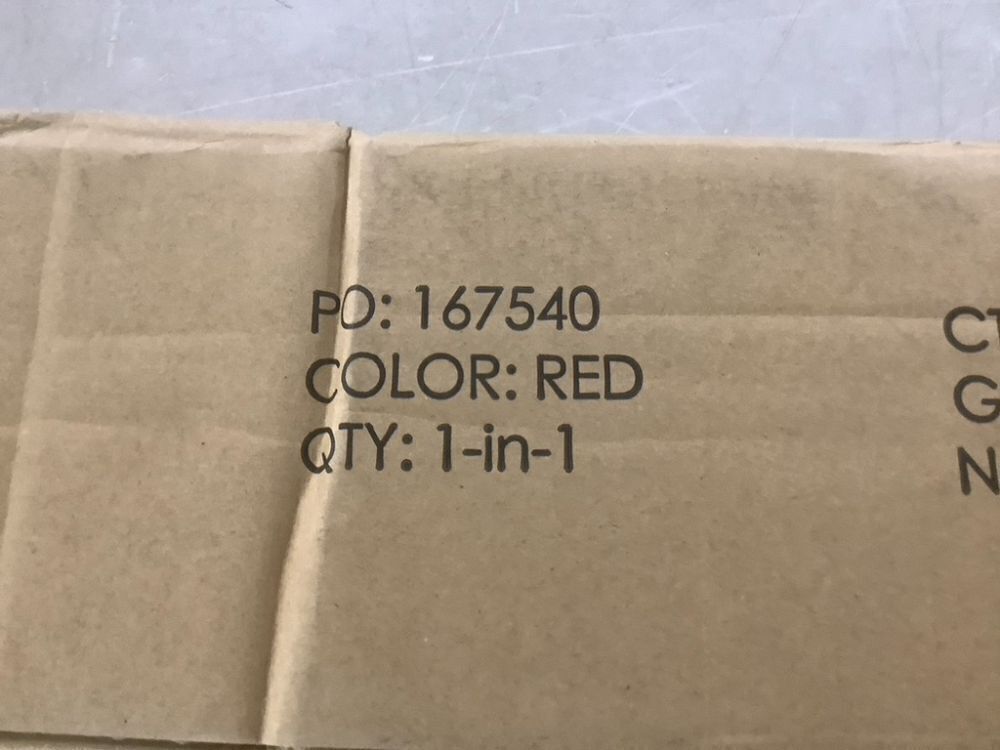 PO: 167540
COLOR: RED
QTY: 1-in-1